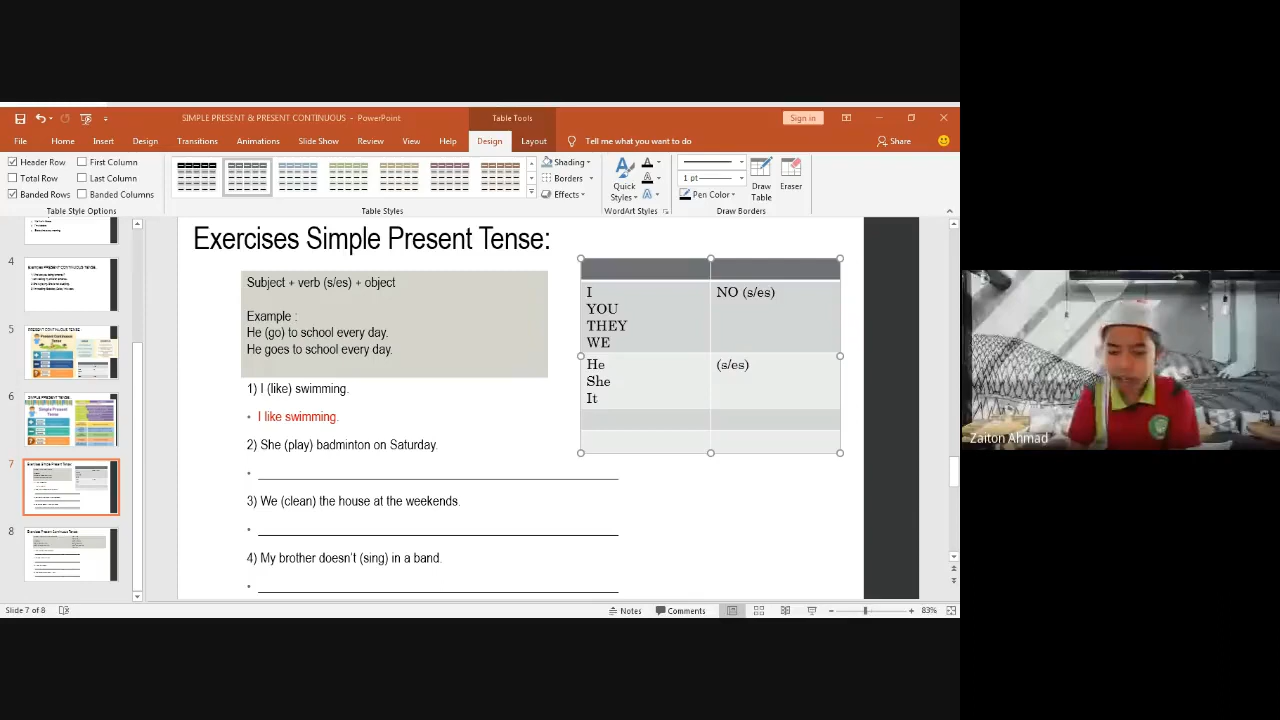 SIMPLE PRESENT & PRESENT CONTINUOUS - PowerPoint
Table Tools
Sign in
File Home Insert Design Transitions Animations Slide Show Review View Help Design Layout Tell me what you want to do Share
Header Row First Column
Total Row Last Column
Banded Rows Banded Columns
Table Style Options
Table Styles
Shading
Borders
Effects
Quick
Styles
WordArt Styles
1 pt
Pen Color
Draw
Table
Eraser
Draw Borders
4
5
6
7
8
Exercises Simple Present Tense:
Subject + verb (s/es) + object
Example :
He (go) to school every day.
He goes to school every day.
1) I (like) swimming.
• I like swimming.
2) She (play) badminton on Saturday.
•
3) We (clean) the house at the weekends.
•
4) My brother doesn't (sing) in a band.
•
I NO (s/es)
YOU
THEY
WE
He (s/es)
She
It
Zaiton Ahmad
Slide 7 of 8
Notes
Comments
83%